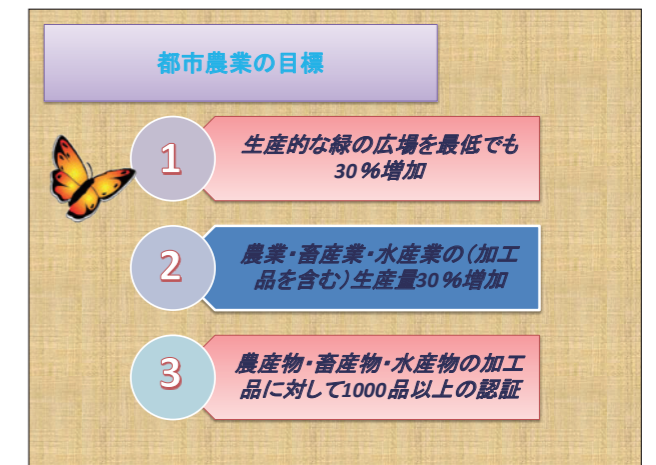 都市農業の目標
1
生産的な緑の広場を最低でも
30%増加
2
農業・畜産業・水産業の(加工
品を含む)生産量30%増加
3
農産物・畜産物・水産物の加工
品に対して1000品以上の認証